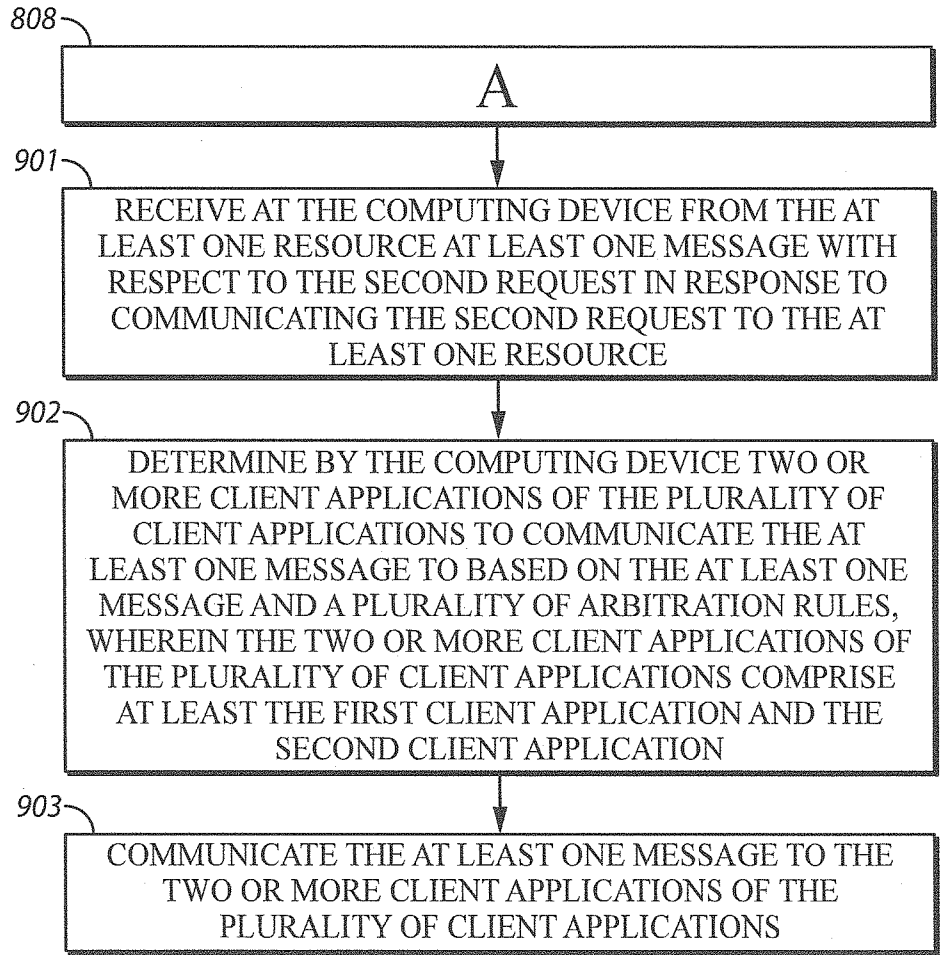 808
A
901
RECEIVE AT THE COMPUTING DEVICE FROM THE AT
LEAST ONE RESOURCE AT LEAST ONE MESSAGE WITH
RESPECT TO THE SECOND REQUEST IN RESPONSE TO
COMMUNICATING THE SECOND REQUEST TO THE AT
LEAST ONE RESOURCE
902
DETERMINE BY THE COMPUTING DEVICE TWO OR
MORE CLIENT APPLICATIONS OF THE PLURALITY OF
CLIENT APPLICATIONS TO COMMUNICATE THE AT
LEAST ONE MESSAGE TO BASED ON THE AT LEAST ONE
MESSAGE AND A PLURALITY OF ARBITRATION RULES,
WHEREIN THE TWO OR MORE CLIENT APPLICATIONS OF
THE PLURALITY OF CLIENT APPLICATIONS COMPRISE
AT LEAST THE FIRST CLIENT APPLICATION AND THE
SECOND CLIENT APPLICATION
903
COMMUNICATE THE AT LEAST ONE MESSAGE TO THE
TWO OR MORE CLIENT APPLICATIONS OF THE
PLURALITY OF CLIENT APPLICATIONS